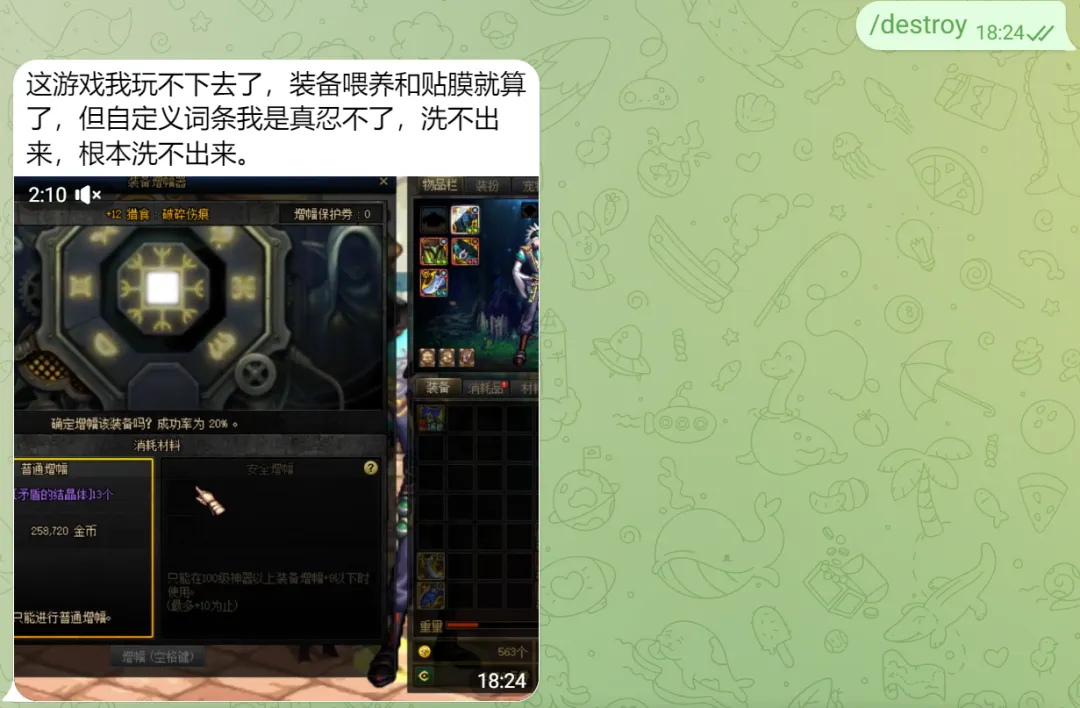 /destroy 18:24
这游戏我玩不下去了，装备喂养和贴膜就算
了，但自定义词条我是真忍不了，洗不出
来，根本洗不出来。
2:10
装备增幅器
+12 猎食：破碎伤痕
增幅保护券：0
确定增幅该装备吗？成功率为 20% 。
消耗材料
普通增幅
[矛盾的结晶体]13个
258,720 金币
只能进行普通增幅。
安全增幅
?
只能在100级神器以上装备增幅+9以下时
使用。
(最多+10为止)
增幅 (空格键)
物品栏
装扮
宠
装备
消耗品
材
重量
563个
18:24